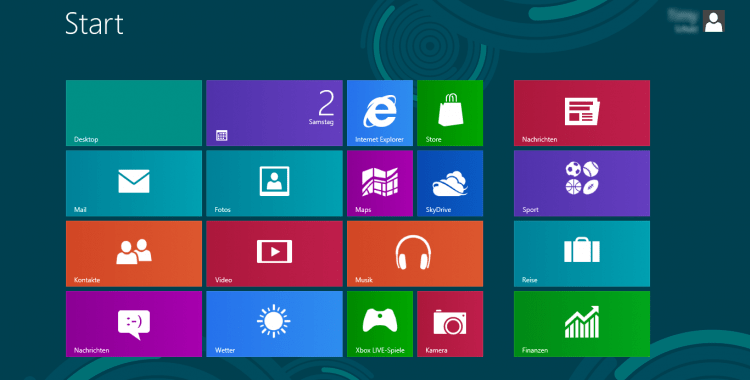 Start
Desktop
2
Samstag
Internet Explorer
Store
Nachrichten
Mail
Fotos
Maps
SkyDrive
Sport
Kontakte
Video
Musik
Reise
:-)
Nachrichten
Wetter
Xbox LIVE-Spiele
Kamera
Finanzen